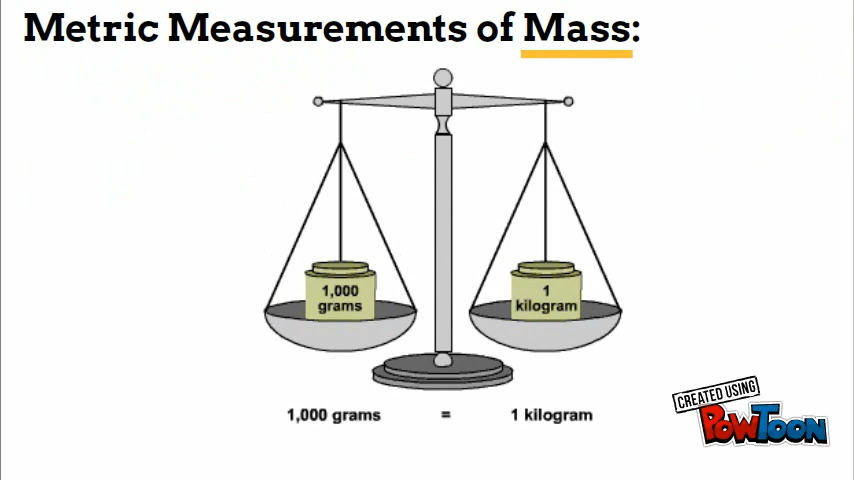 Metric Measurements of Mass:
1,000
grams
1
kilogram
1,000 grams = 1 kilogram
CREATED USING
POWTOON